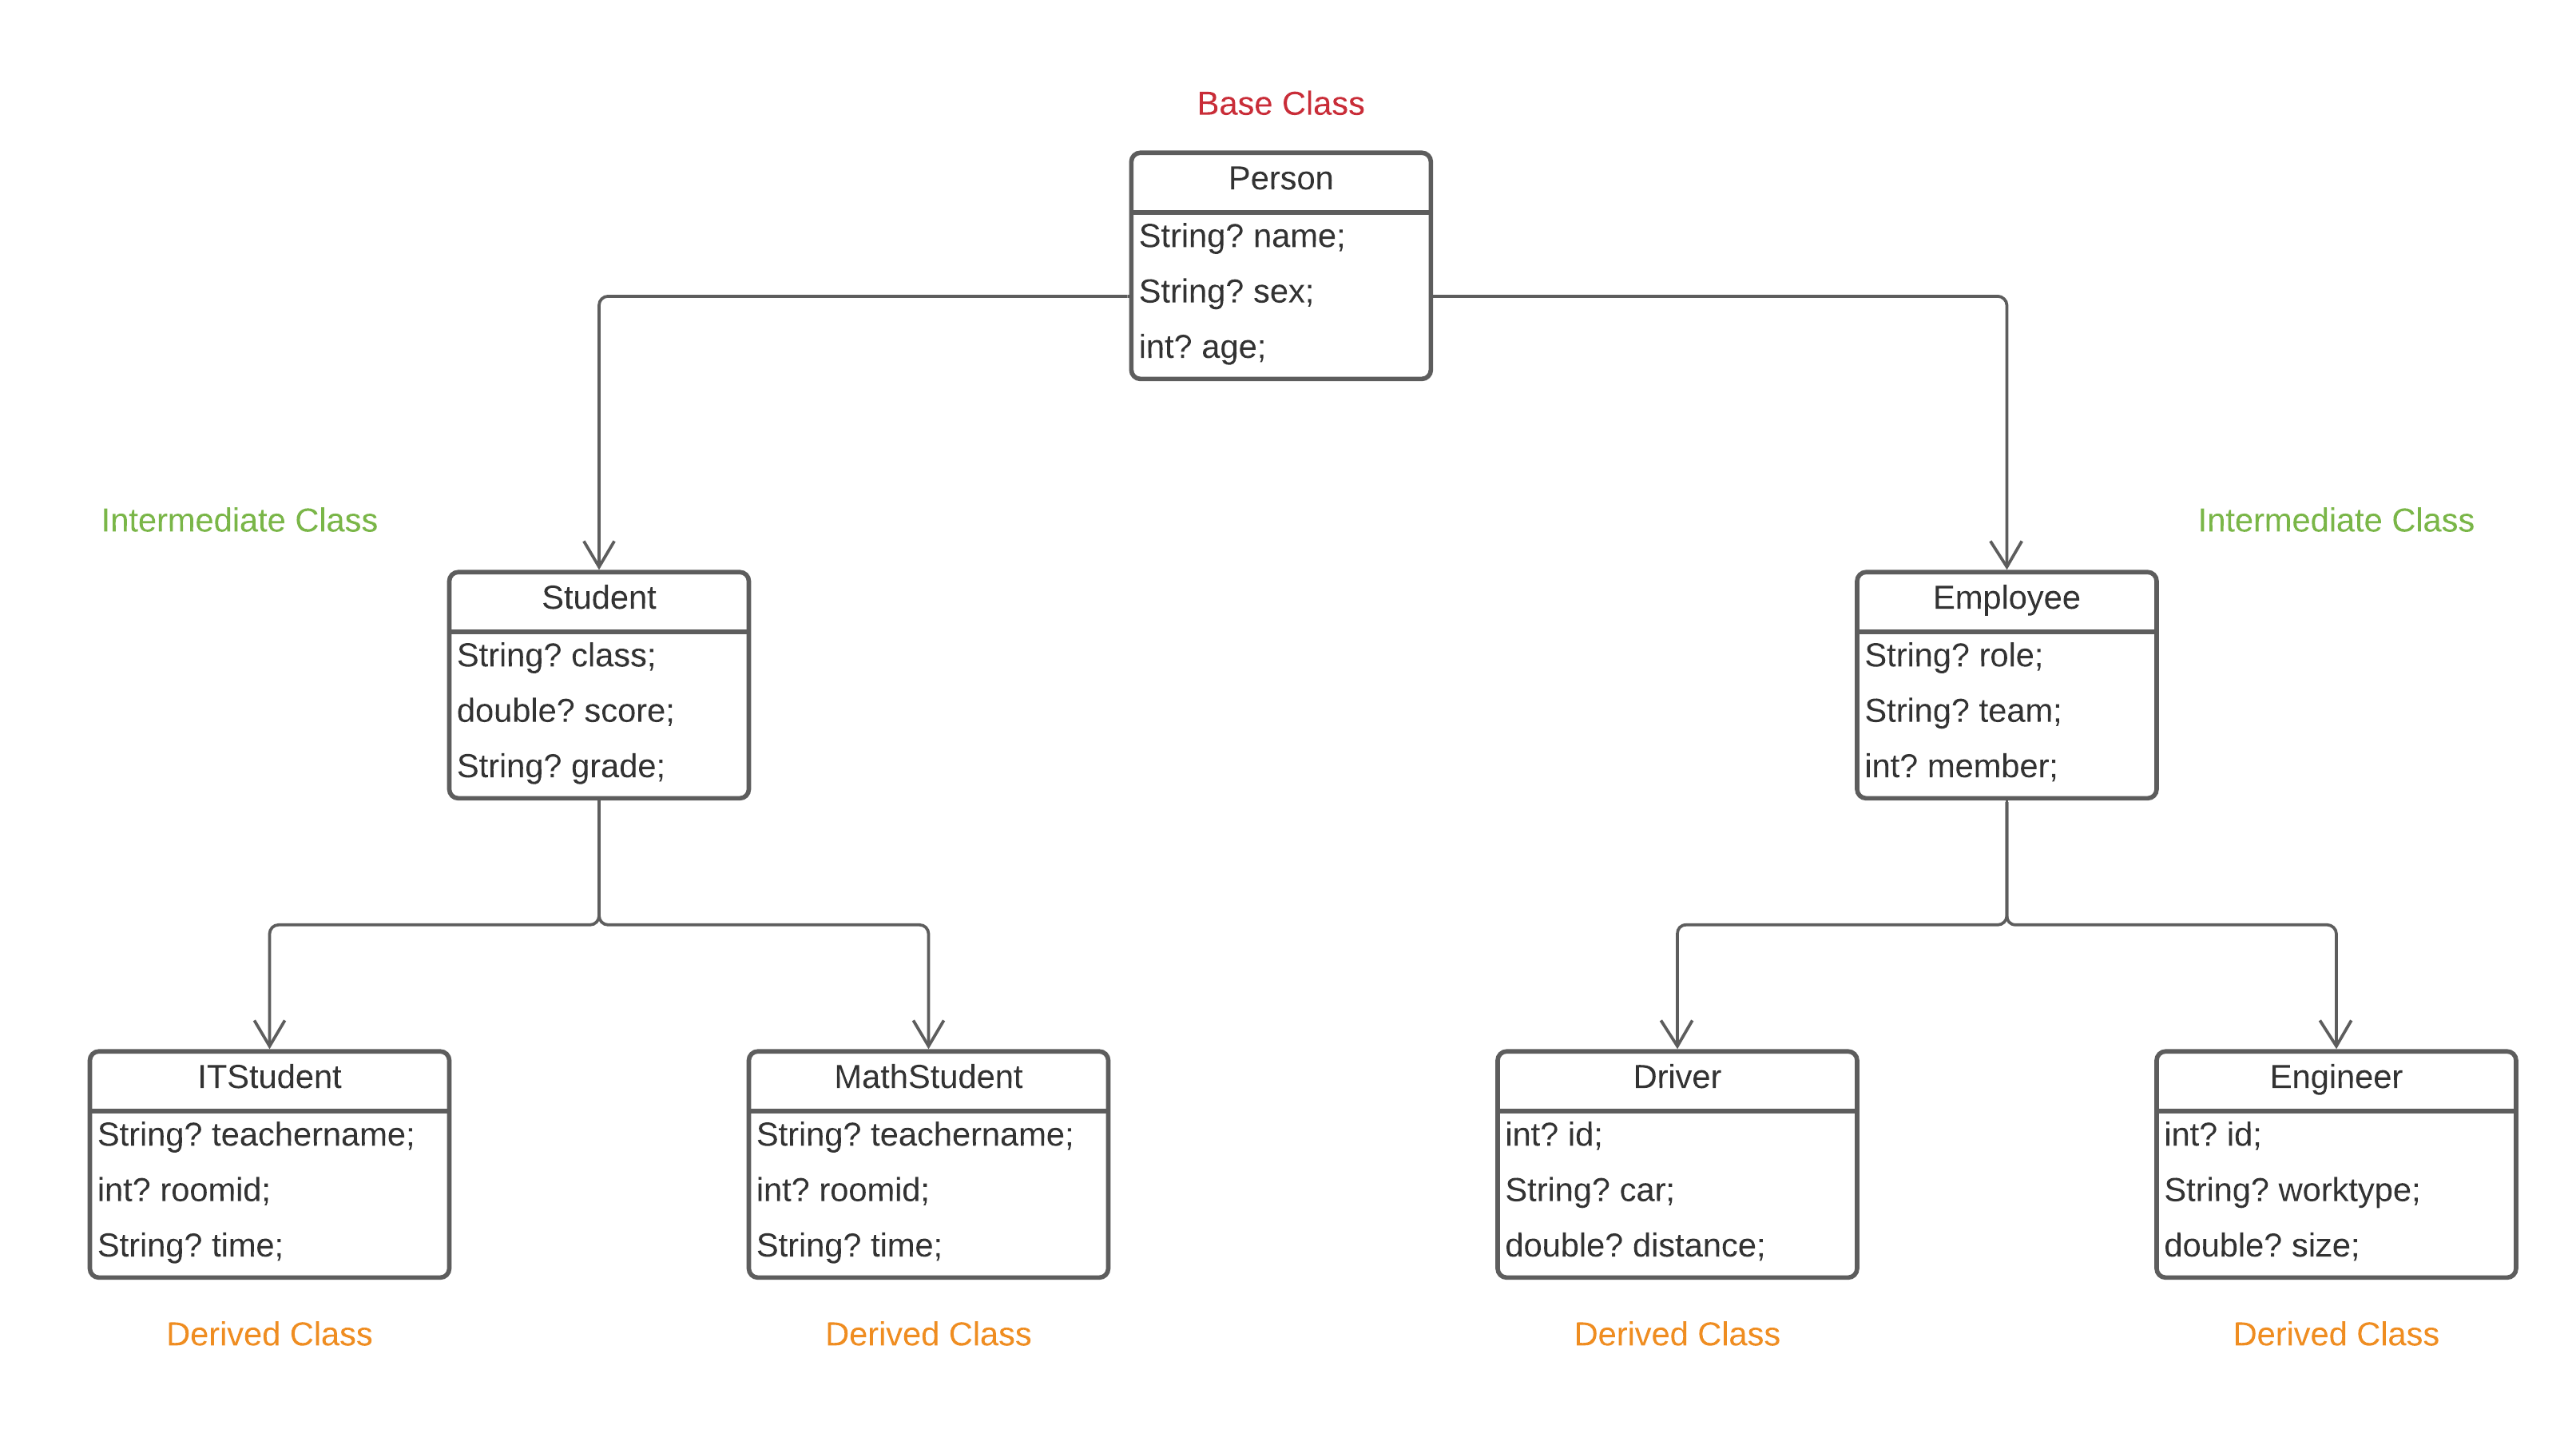 Base Class
Person
String? name;
String? sex;
int? age;
Intermediate Class
Intermediate Class
Student
String? class;
double? score;
String? grade;
Employee
String? role;
String? team;
int? member;
ITStudent
String? teachername;
int? roomid;
String? time;
Derived Class
MathStudent
String? teachername;
int? roomid;
String? time;
Derived Class
Driver
int? id;
String? car;
double? distance;
Derived Class
Engineer
int? id;
String? worktype;
double? size;
Derived Class